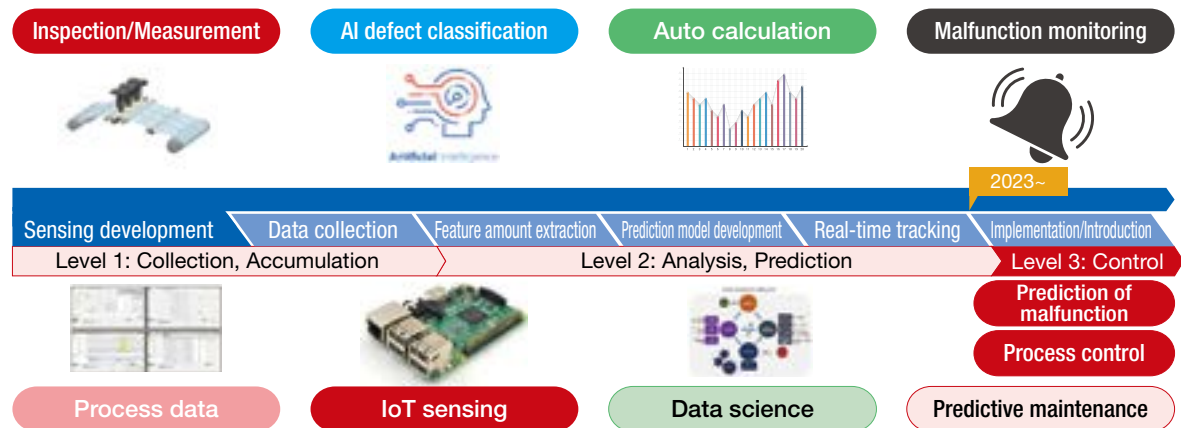 Inspection/Measurement
AI defect classification
Auto calculation
Malfunction monitoring
Artificial Intelligence
2023~
Sensing development
Data collection
Feature amount extraction
Prediction model development
Real-time tracking
Implementation/Introduction
Level 1: Collection, Accumulation
Level 2: Analysis, Prediction
Level 3: Control
Prediction of
malfunction
Process control
Process data
IoT sensing
Data science
Predictive maintenance